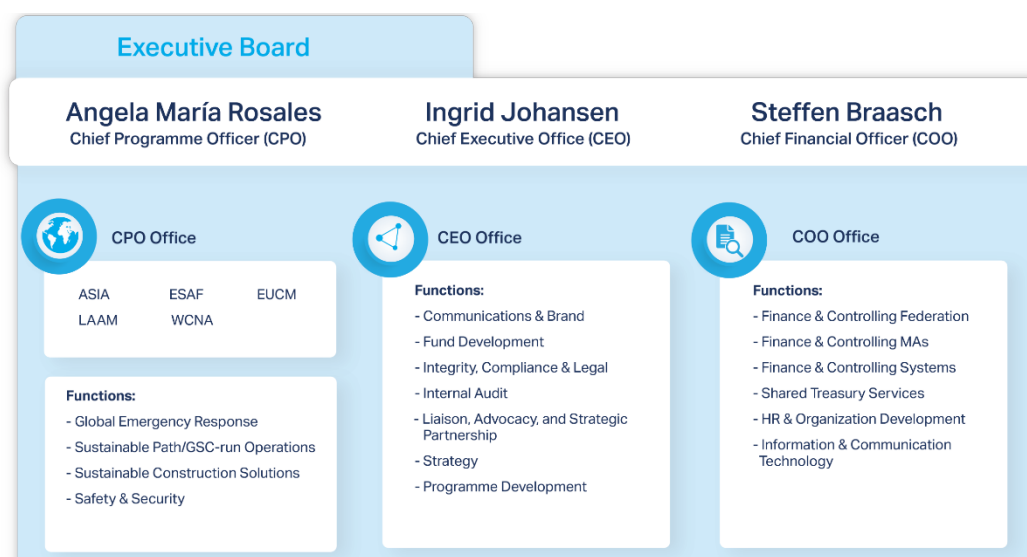 Executive Board
Angela María Rosales
Chief Programme Officer (CPO)
Ingrid Johansen
Chief Executive Office (CEO)
Steffen Braasch
Chief Financial Officer (COO)
CPO Office
ASIA ESAF EUCM
LAAM WCNA
Functions:
- Global Emergency Response
- Sustainable Path/GSC-run Operations
- Sustainable Construction Solutions
- Safety & Security
CEO Office
Functions:
- Communications & Brand
- Fund Development
- Integrity, Compliance & Legal
- Internal Audit
- Liaison, Advocacy, and Strategic
Partnership
- Strategy
- Programme Development
COO Office
Functions:
- Finance & Controlling Federation
- Finance & Controlling MAs
- Finance & Controlling Systems
- Shared Treasury Services
- HR & Organization Development
- Information & Communication
Technology